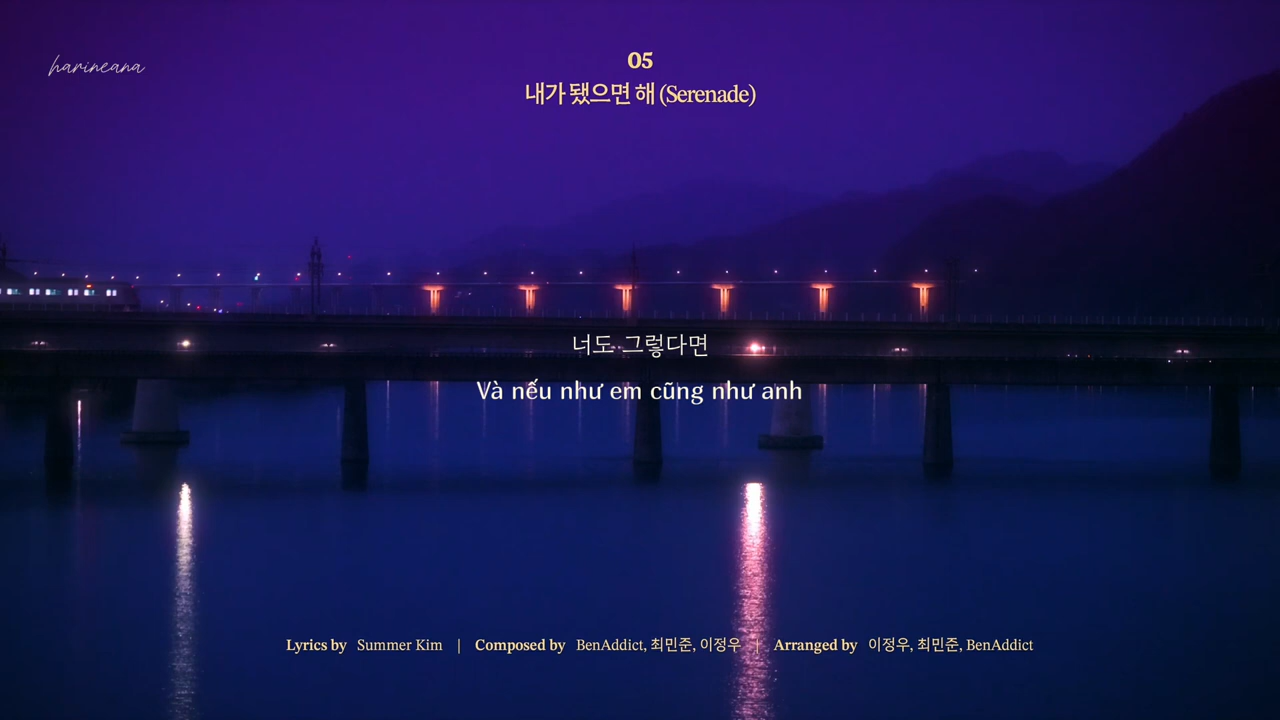 harineana
05
내가 됐으면 해 (Serenade)
너도 그렇다면
Và nếu như em cũng như anh
Lyrics by Summer Kim | Composed by BenAddict, 최민준, 이정우 | Arranged by 이정우, 최민준, BenAddict